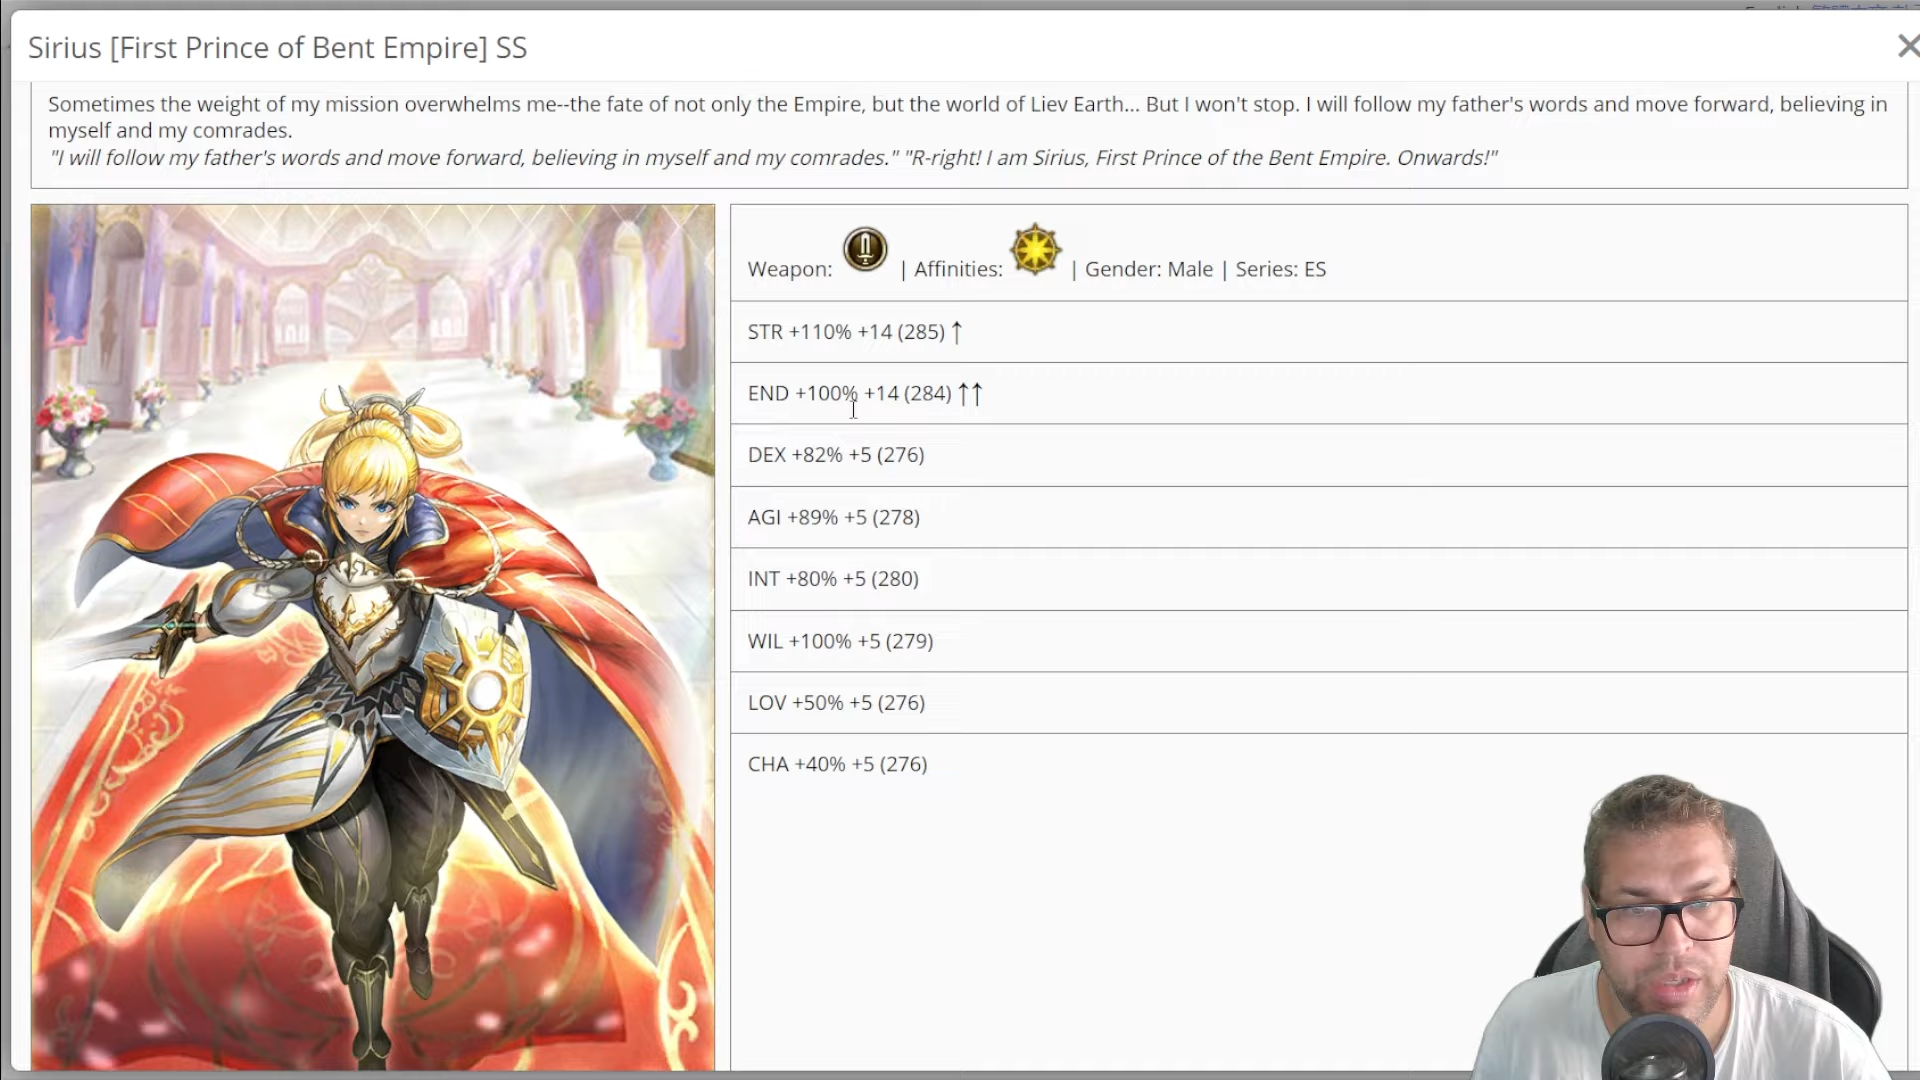 Sirius [First Prince of Bent Empire] SS
Sometimes the weight of my mission overwhelms me--the fate of not only the Empire, but the world of Liev Earth... But I won't stop. I will follow my father's words and move forward, believing in
myself and my comrades.
"I will follow my father's words and move forward, believing in myself and my comrades." "R-right! I am Sirius, First Prince of the Bent Empire. Onwards!"
Weapon: | Affinities: | Gender: Male | Series: ES
STR +110% +14 (285) ↑
END +100% +14 (284) ↑↑
DEX +82% +5 (276)
AGI +89% +5 (278)
INT +80% +5 (280)
WIL +100% +5 (279)
LOV +50% +5 (276)
CHA +40% +5 (276)